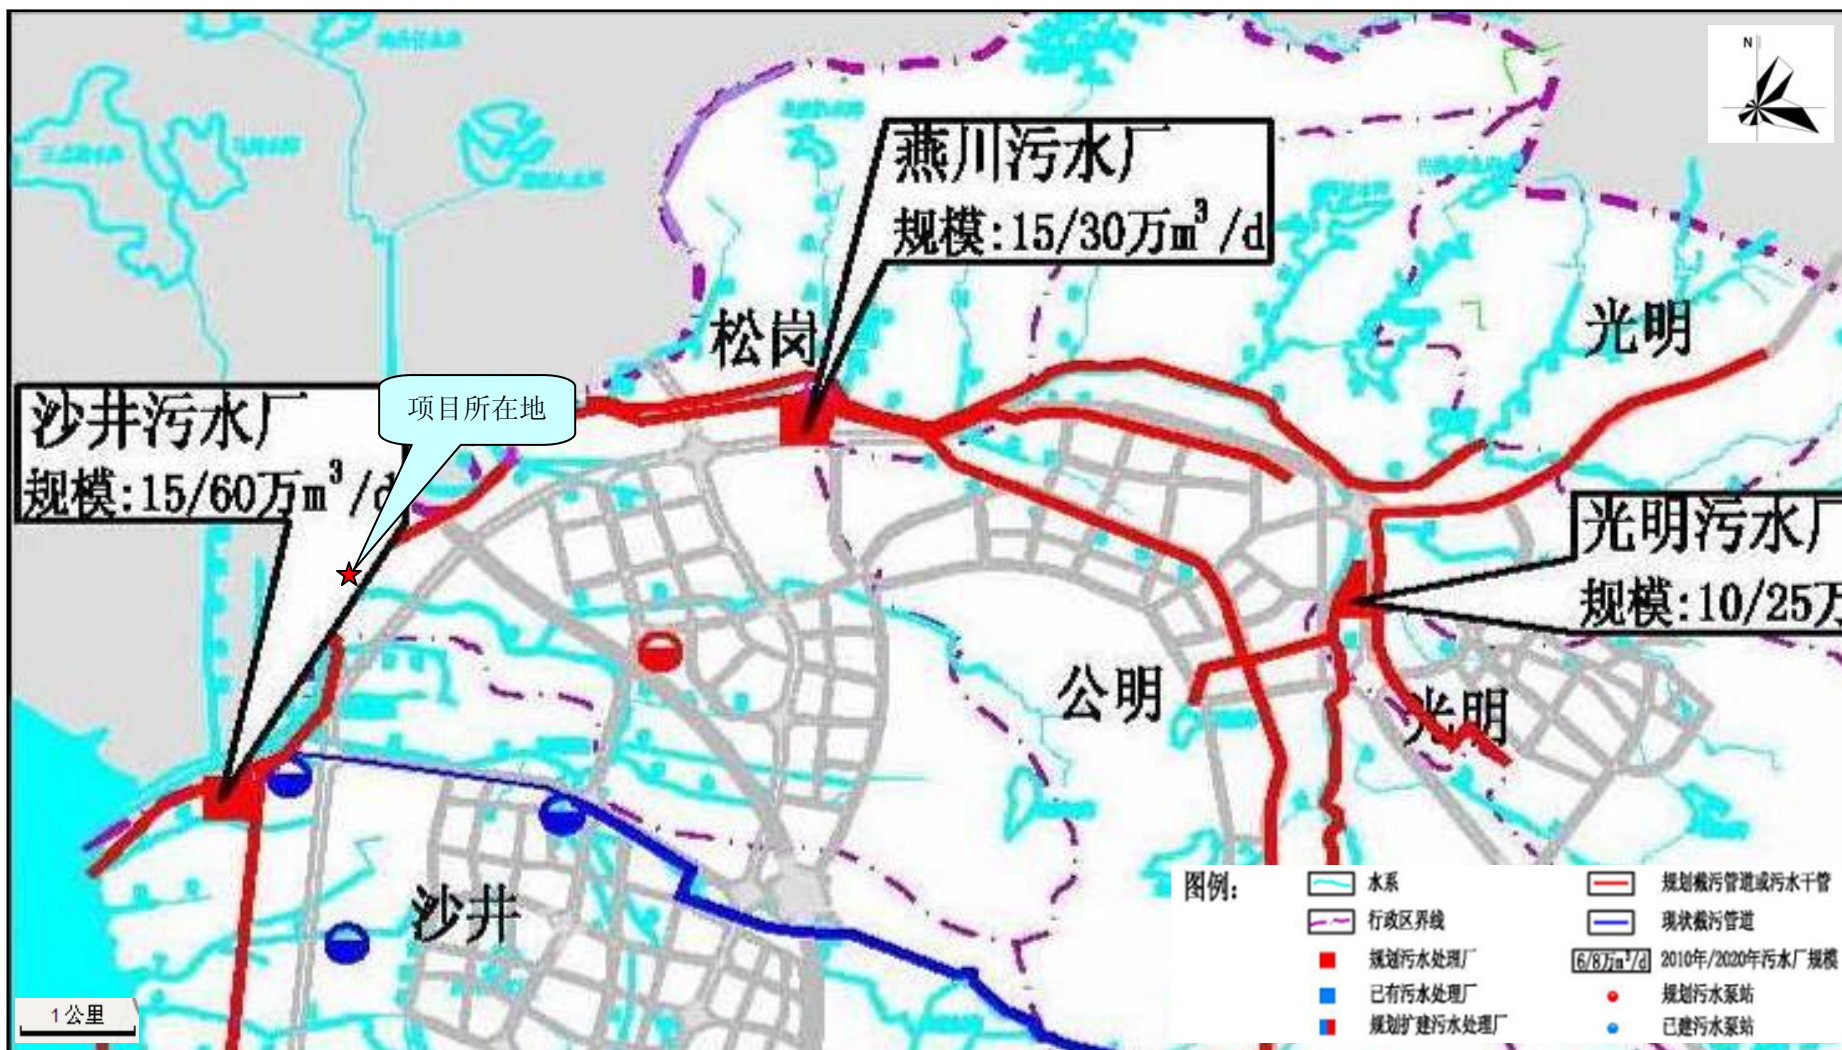 N
燕川污水厂
规模:15/30万m³/d
松岗
光明
沙井污水厂
规模:15/60万m³/d
项目所在地
光明污水厂
规模:10/25万
公明
光明
沙井
图例:
水系
规划截污管道或污水干管
行政区界线
现状截污管道
规划污水处理厂
6/8万m³/d 2010年/2020年污水厂规模
已有污水处理厂
规划污水泵站
规划扩建污水处理厂
已建污水泵站
1公里